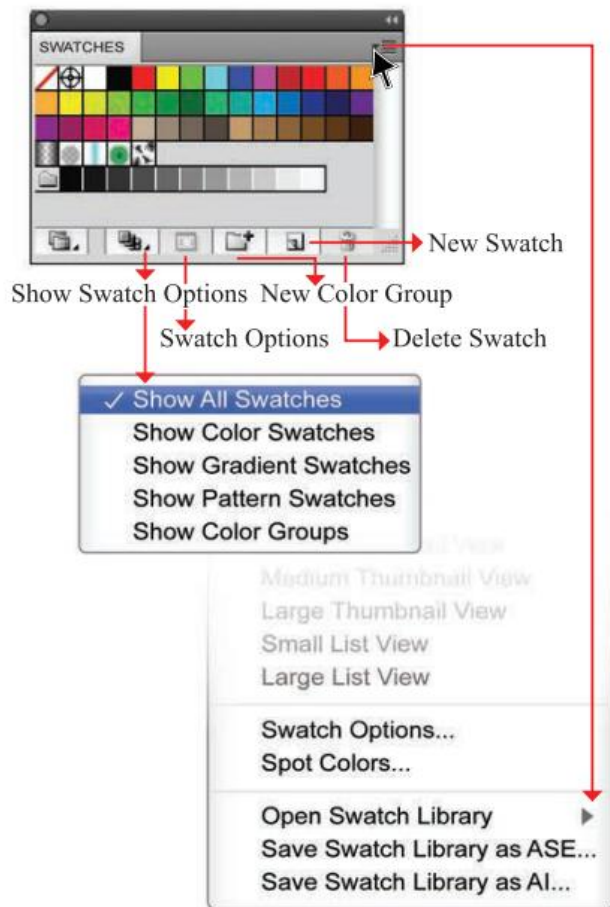 SWATCHES
New Swatch
Show Swatch Options New Color Group
Swatch Options Delete Swatch
✓ Show All Swatches
Show Color Swatches
Show Gradient Swatches
Show Pattern Swatches
Show Color Groups
Medium Thumbnail View
Large Thumbnail View
Small List View
Large List View
Swatch Options...
Spot Colors...
Open Swatch Library
Save Swatch Library as ASE...
Save Swatch Library as AI...